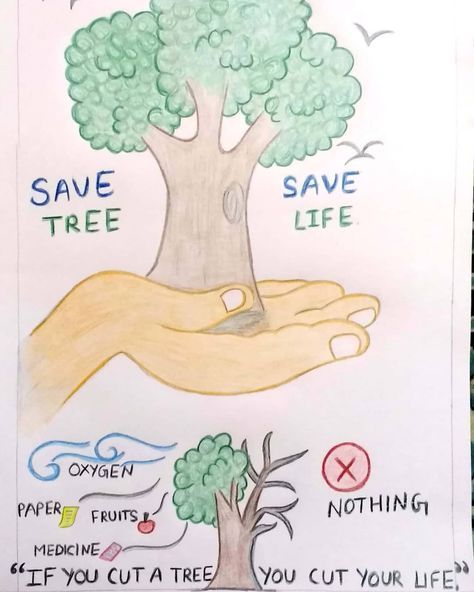 SAVE
TREE
SAVE
LIFE.
OXYGEN
PAPER
FRUITS
MEDICINE
X
NOTHING
"IF YOU CUT A TREE YOU CUT YOUR LIFE."